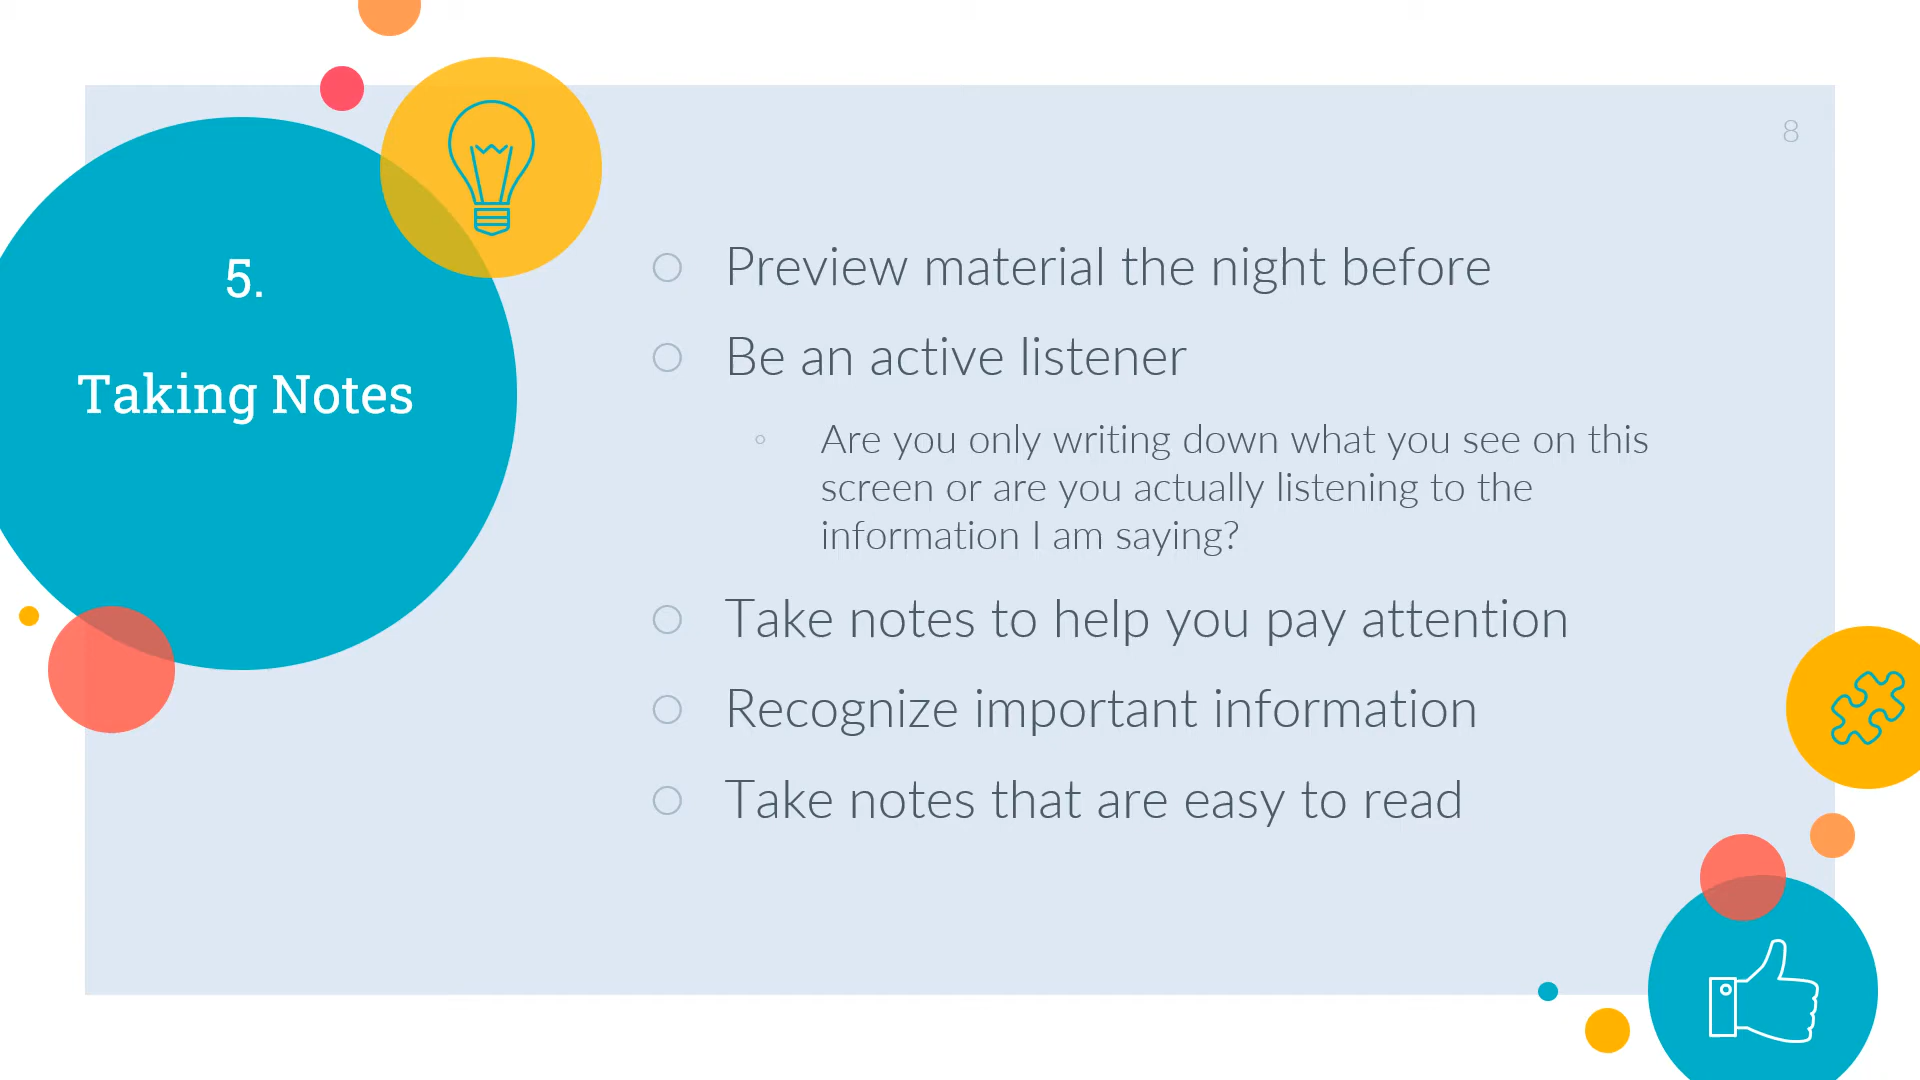 8
5.
Taking Notes
Preview material the night before
Be an active listener
Are you only writing down what you see on this
screen or are you actually listening to the
information I am saying?
Take notes to help you pay attention
Recognize important information
Take notes that are easy to read